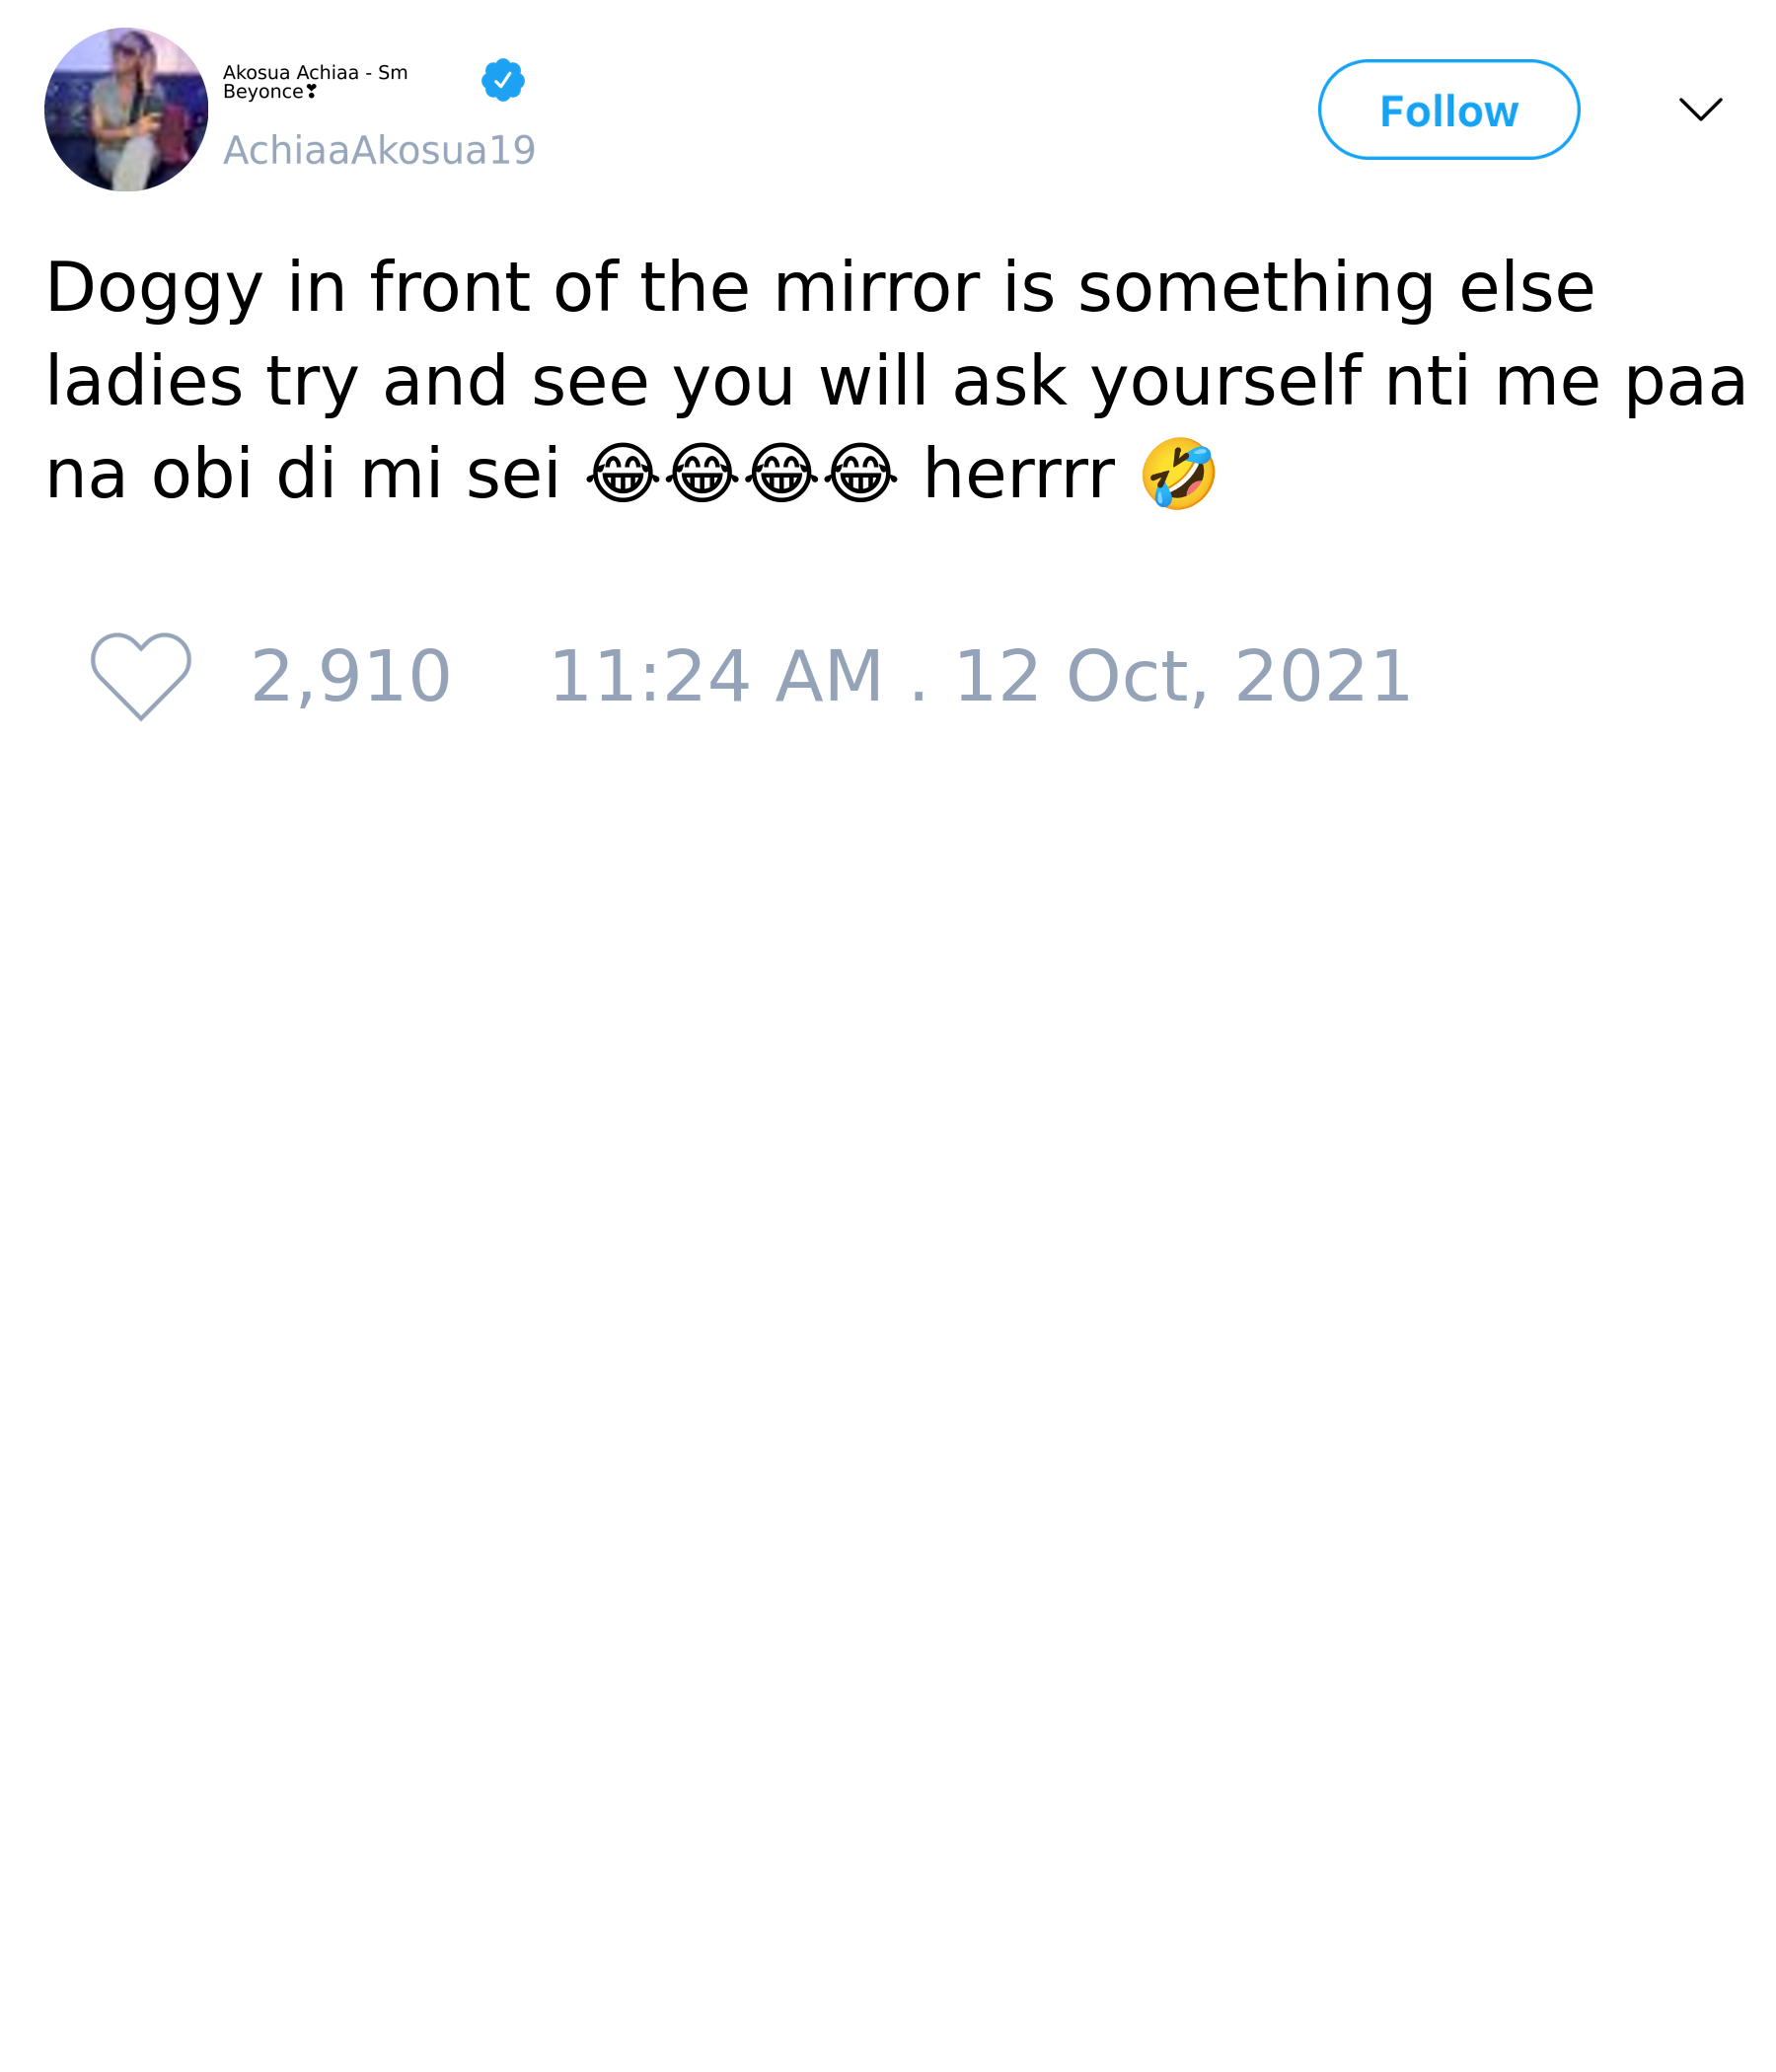 Akosua Achiaa - Sm
Beyonce❣
AchiaaAkosua19
Follow
Doggy in front of the mirror is something else
ladies try and see you will ask yourself nti me paa
na obi di mi sei 😂😂😂😂 herrrr 🤣
2,910 11:24 AM . 12 Oct, 2021